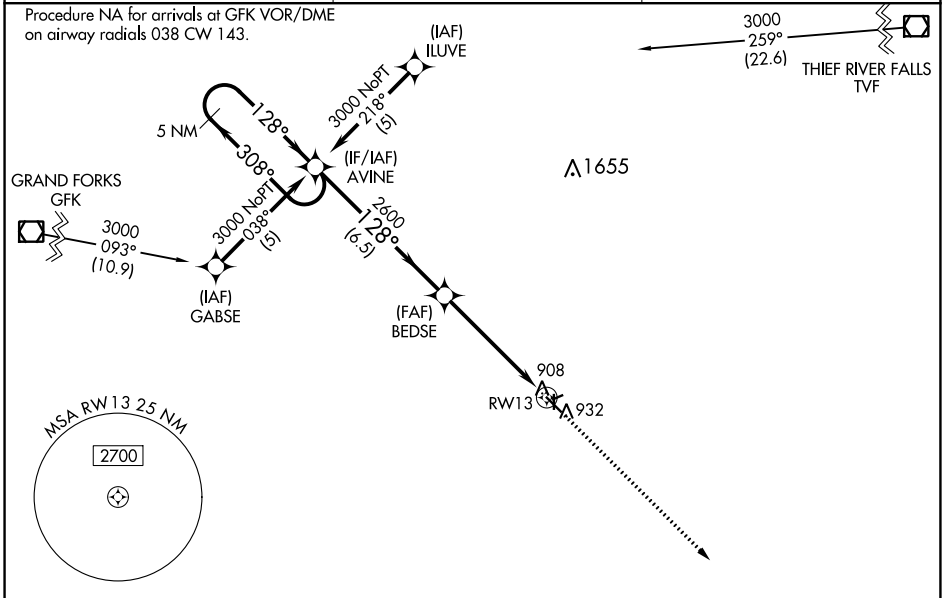 Procedure NA for arrivals at GFK VOR/DME
on airway radials 038 CW 143.
(IAF)
ILUVE
3000
259°
(22.6)
THIEF RIVER FALLS
TVF
3000 NoPT
218°
(5)
128°
5 NM
308°
(IF/IAF)
AVINE
1655
GRAND FORKS
GFK
3000
093°
(10.9)
3000 NoPT
038°
(5)
2600
128°
(6.5)
(IAF)
GABSE
(FAF)
BEDSE
908
RW13
932
MSA RW13 25 NM
2700